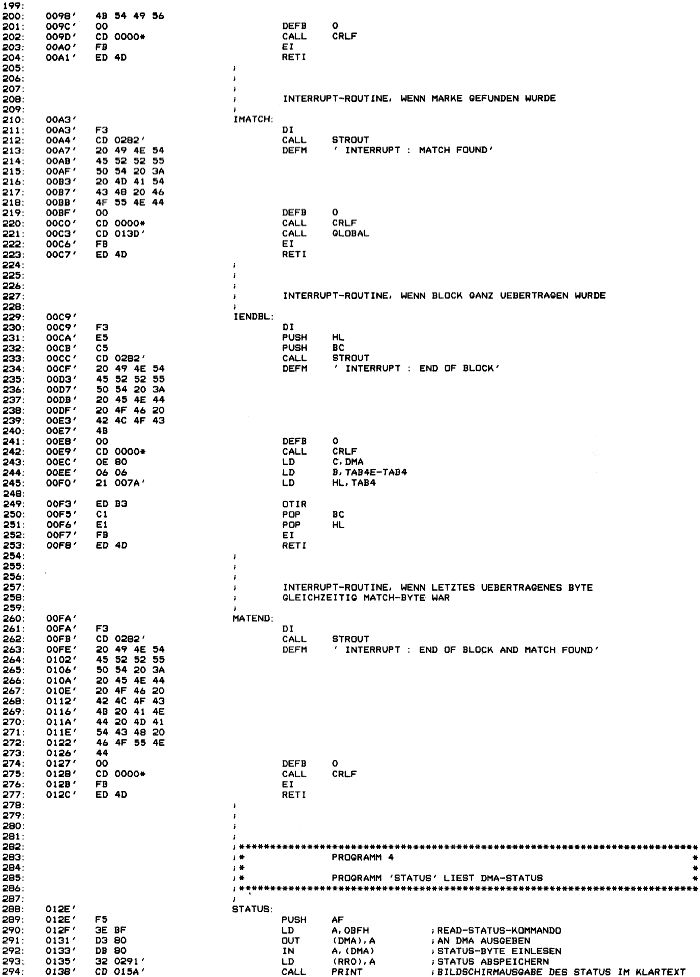 199:
200: 0098' 4B 54 49 56
201: 009C' 00 DEFB 0
202: 009D' CD 0000* CALL CRLF
203: 00A0' FB EI
204: 00A1' ED 4D RETI
205: ;
206: ;
207: ;
208: ; INTERRUPT-ROUTINE, WENN MARKE GEFUNDEN WURDE
209: ;
210: 00A3' IMATCH:
211: 00A3' F3 DI
212: 00A4' CD 0282' CALL STROUT
213: 00A7' 20 49 4E 54 DEFM ' INTERRUPT : MATCH FOUND'
214: 00AB' 45 52 52 55
215: 00AF' 50 54 20 3A
216: 00B3' 20 4D 41 54
217: 00B7' 43 48 20 46
218: 00BB' 4F 55 4E 44
219: 00BF' 00 DEFB 0
220: 00C0' CD 0000* CALL CRLF
221: 00C3' CD 013D' CALL GLOBAL
222: 00C6' FB EI
223: 00C7' ED 4D RETI
224: ;
225: ;
226: ;
227: ; INTERRUPT-ROUTINE, WENN BLOCK GANZ UEBERTRAGEN WURDE
228: ;
229: 00C9' IENDBL:
230: 00C9' F3 DI
231: 00CA' E5 PUSH HL
232: 00CB' C5 PUSH BC
233: 00CC' CD 0282' CALL STROUT
234: 00CF' 20 49 4E 54 DEFM ' INTERRUPT : END OF BLOCK'
235: 00D3' 45 52 52 55
236: 00D7' 50 54 20 3A
237: 00DB' 20 45 4E 44
238: 00DF' 20 4F 46 20
239: 00E3' 42 4C 4F 43
240: 00E7' 4B
241: 00E8' 00 DEFB 0
242: 00E9' CD 0000* CALL CRLF
243: 00EC' 0E 80 LD C,DMA
244: 00EE' 06 06 LD B,TAB4E-TAB4
245: 00F0' 21 007A' LD HL,TAB4
248:
249: 00F3' ED B3 OTIR
250: 00F5' C1 POP BC
251: 00F6' E1 POP HL
252: 00F7' FB EI
253: 00F8' ED 4D RETI
254: ;
255: ;
256: ;
257: ; INTERRUPT-ROUTINE, WENN LETZTES UEBERTRAGENES BYTE
258: ; GLEICHZEITIG MATCH-BYTE WAR
259: ;
260: 00FA' MATEND:
261: 00FA' F3 DI
262: 00FB' CD 0282' CALL STROUT
263: 00FE' 20 49 4E 54 DEFM ' INTERRUPT : END OF BLOCK AND MATCH FOUND'
264: 0102' 45 52 52 55
265: 0106' 50 54 20 3A
266: 010A' 20 45 4E 44
267: 010E' 20 4F 46 20
268: 0112' 42 4C 4F 43
269: 0116' 4B 20 41 4E
270: 011A' 44 20 4D 41
271: 011E' 54 43 48 20
272: 0122' 46 4F 55 4E
273: 0126' 44
274: 0127' 00 DEFB 0
275: 0128' CD 0000* CALL CRLF
276: 012B' FB EI
277: 012C' ED 4D RETI
278: ;
279: ;
280: ;
281: ;
282: ;**********************************************************************
283: ;* PROGRAMM 4 *
284: ;* *
285: ;* PROGRAMM 'STATUS' LIEST DMA-STATUS *
286: ;**********************************************************************
287: ;
288: 012E' STATUS:
289: 012E' F5 PUSH AF
290: 012F' 3E BF LD A,0BFH ;READ-STATUS-KOMMANDO
291: 0131' D3 80 OUT (DMA),A ;AN DMA AUSGEBEN
292: 0133' DB 80 IN A,(DMA) ;STATUS-BYTE EINLESEN
293: 0135' 32 0291' LD (RR0),A ;STATUS ABSPEICHERN
294: 0138' CD 015A' CALL PRINT ;BILDSCHIRMAUSGABE DES STATUS IM KLARTEXT